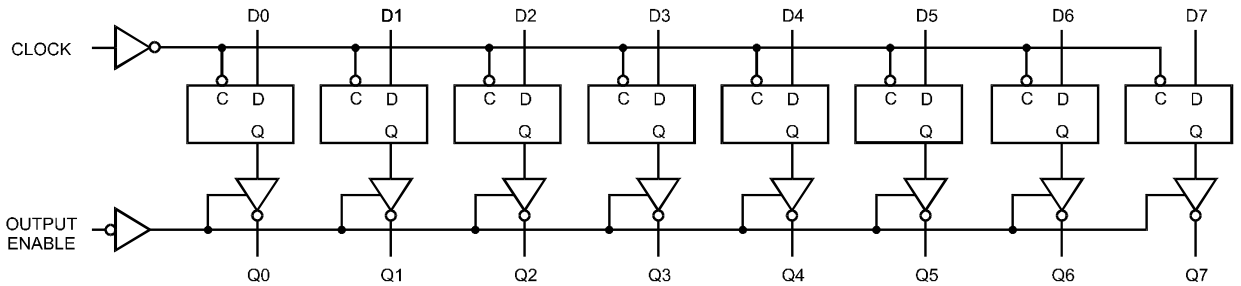 D0 D1 D2 D3 D4 D5 D6 D7
CLOCK
C D C D C D C D C D C D C D C D
Q Q Q Q Q Q Q Q
OUTPUT
ENABLE
Q0 Q1 Q2 Q3 Q4 Q5 Q6 Q7